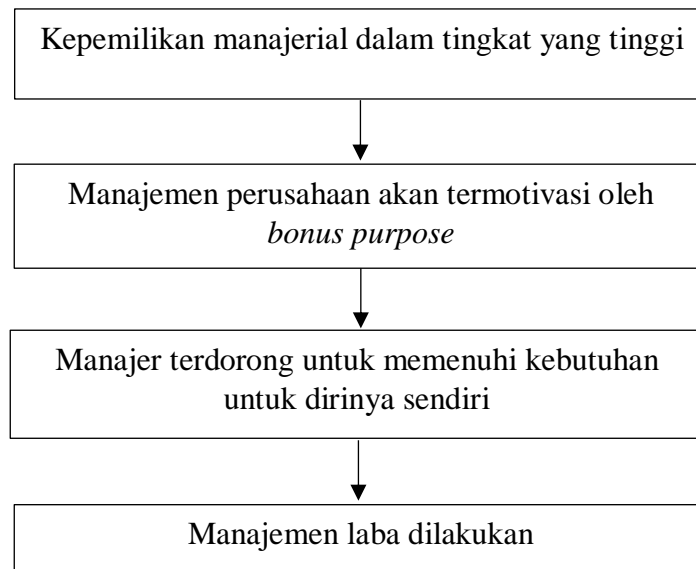 Kepemilikan manajerial dalam tingkat yang tinggi
Manajemen perusahaan akan termotivasi oleh
bonus purpose
Manajer terdorong untuk memenuhi kebutuhan
untuk dirinya sendiri
Manajemen laba dilakukan